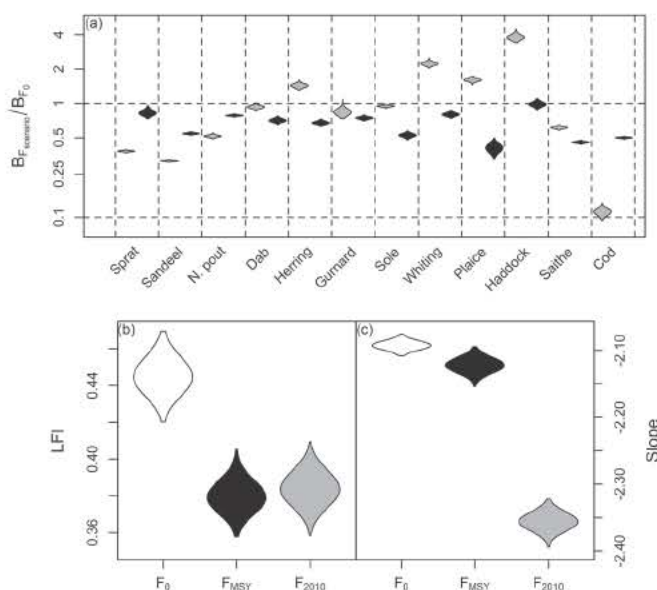 (a)
4
2
1
0.5
0.25
0.1
B_Fscenario/B_F0
Sprat
Sandeel
N. pout
Dab
Herring
Gurnard
Sole
Whiting
Plaice
Haddock
Saithe
Cod
(b)
0.44
0.40
0.36
LFI
F0
FMSY
F2010
(c)
-2.10
-2.20
-2.30
-2.40
Slope
F0
FMSY
F2010